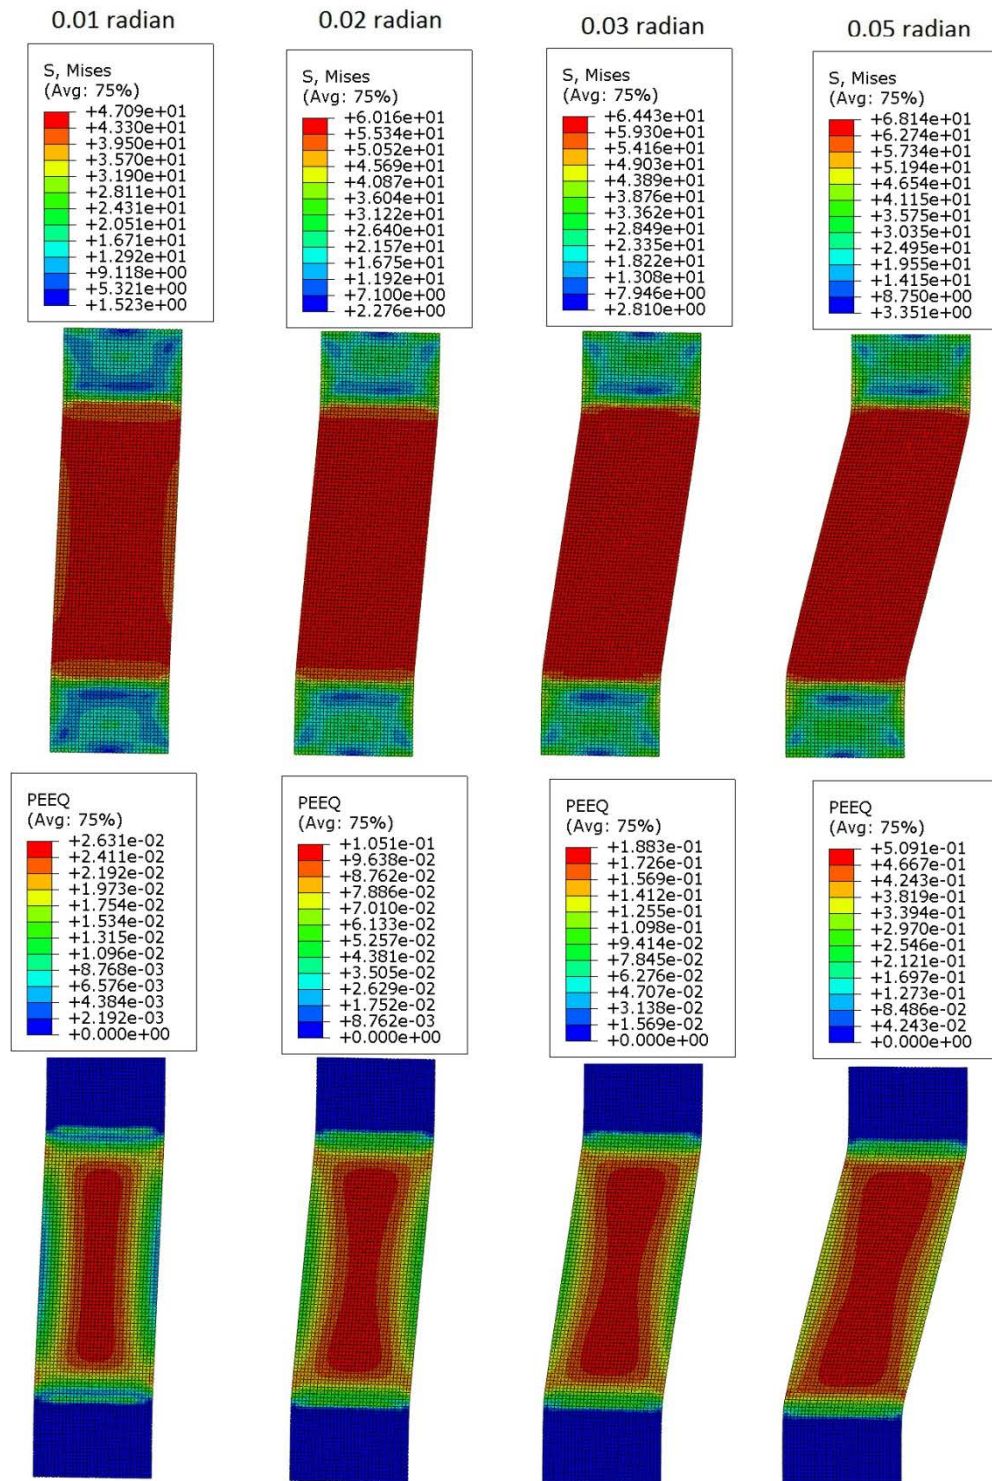 0.01 radian
0.02 radian
0.03 radian
0.05 radian
S, Mises
(Avg: 75%)
+4.709e+01
+4.330e+01
+3.950e+01
+3.570e+01
+3.190e+01
+2.811e+01
+2.431e+01
+2.051e+01
+1.671e+01
+1.292e+01
+9.118e+00
+5.321e+00
+1.523e+00
S, Mises
(Avg: 75%)
+6.016e+01
+5.534e+01
+5.052e+01
+4.569e+01
+4.087e+01
+3.604e+01
+3.122e+01
+2.640e+01
+2.157e+01
+1.675e+01
+1.192e+01
+7.100e+00
+2.276e+00
S, Mises
(Avg: 75%)
+6.443e+01
+5.930e+01
+5.416e+01
+4.903e+01
+4.389e+01
+3.876e+01
+3.362e+01
+2.849e+01
+2.335e+01
+1.822e+01
+1.308e+01
+7.946e+00
+2.810e+00
S, Mises
(Avg: 75%)
+6.814e+01
+6.274e+01
+5.734e+01
+5.194e+01
+4.654e+01
+4.115e+01
+3.575e+01
+3.035e+01
+2.495e+01
+1.955e+01
+1.415e+01
+8.750e+00
+3.351e+00
PEEQ
(Avg: 75%)
+2.631e-02
+2.411e-02
+2.192e-02
+1.973e-02
+1.754e-02
+1.534e-02
+1.315e-02
+1.096e-02
+8.768e-03
+6.576e-03
+4.384e-03
+2.192e-03
+0.000e+00
PEEQ
(Avg: 75%)
+1.051e-01
+9.638e-02
+8.762e-02
+7.886e-02
+7.010e-02
+6.133e-02
+5.257e-02
+4.381e-02
+3.505e-02
+2.629e-02
+1.752e-02
+8.762e-03
+0.000e+00
PEEQ
(Avg: 75%)
+1.883e-01
+1.726e-01
+1.569e-01
+1.412e-01
+1.255e-01
+1.098e-01
+9.414e-02
+7.845e-02
+6.276e-02
+4.707e-02
+3.138e-02
+1.569e-02
+0.000e+00
PEEQ
(Avg: 75%)
+5.091e-01
+4.667e-01
+4.243e-01
+3.819e-01
+3.394e-01
+2.970e-01
+2.546e-01
+2.121e-01
+1.697e-01
+1.273e-01
+8.486e-02
+4.243e-02
+0.000e+00